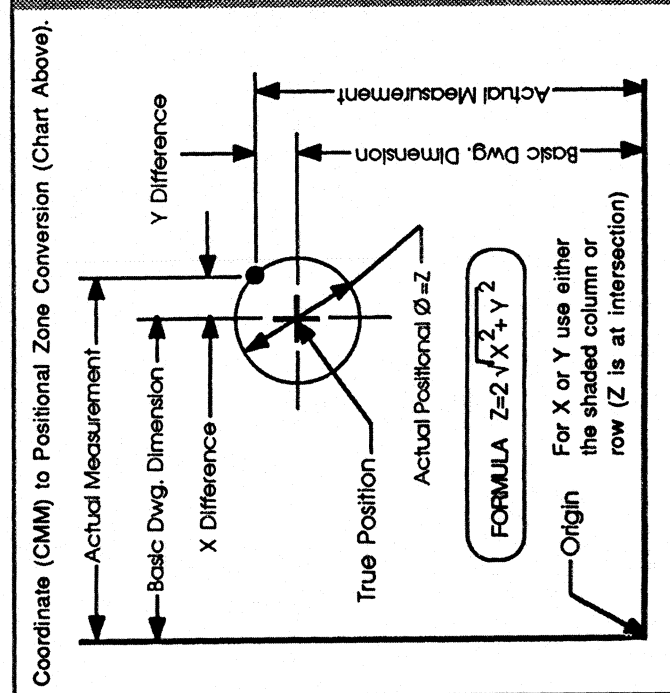 Coordinate (CMM) to Positional Zone Conversion (Chart Above).
Actual Measurement
Basic Dwg. Dimension
X Difference
Y Difference
Actual Measurement
Basic Dwg. Dimension
True Position
Actual Positional Ø =Z
FORMULA Z=2√X²+Y²
Origin
For X or Y use either
the shaded column or
row (Z is at intersection)